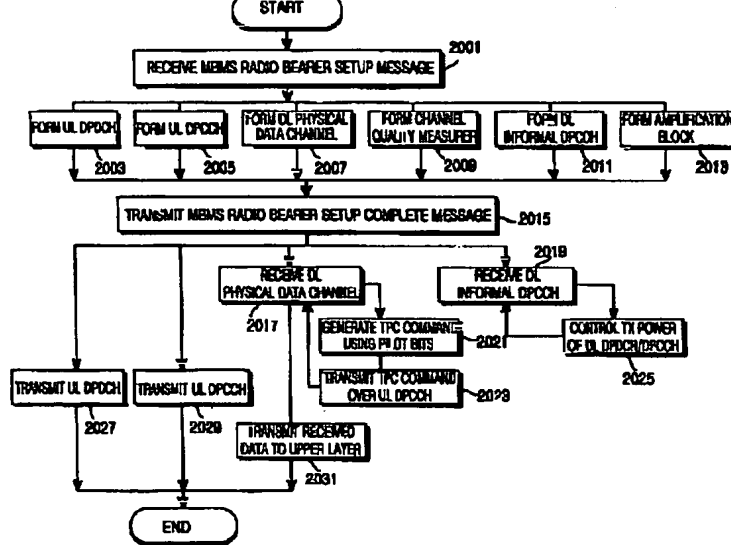 START
2001
RECEIVE MBMS RADIO BEARER SETUP MESSAGE
FORM UL DPDCH
2003
FORM UL DPCCH
2005
FORM DL PHYSICAL
DATA CHANNEL
2007
FORM CHANNEL
QUALITY MEASURER
2009
FORM DL
INFORMAL DPCCH
2011
FORM AMPLIFICATION
BLOCK
2013
TRANSMIT MBMS RADIO BEARER SETUP COMPLETE MESSAGE
2015
RECEIVE DL
PHYSICAL DATA CHANNEL
2017
2019
RECEIVE DL
INFORMAL DPCCH
GENERATE TPC COMMAND
USING PILOT BITS
2021
CONTROL TX POWER
OF UL DPDCH/DPCCH
2025
TRANSMIT TPC COMMAND
OVER UL DPCCH
2023
TRANSMIT UL DPDCH
2027
TRANSMIT UL DPCCH
2029
TRANSMIT RECEIVED
DATA TO UPPER LAYER
2031
END